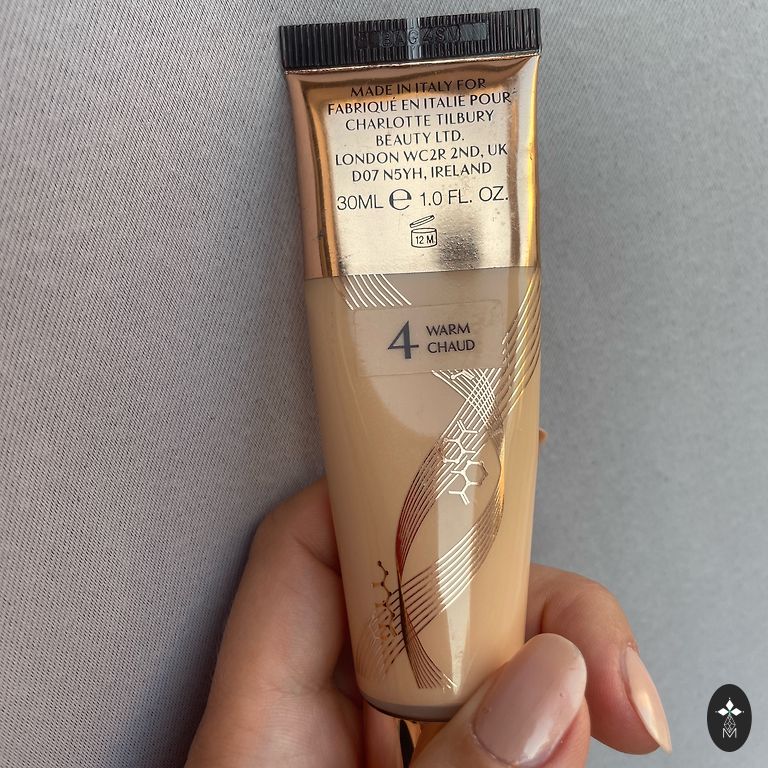 MADE IN ITALY FOR
FABRIQUÉ EN ITALIE POUR
CHARLOTTE TILBURY
BEAUTY LTD.
LONDON WC2R 2ND, UK
D07 N5YH, IRELAND
30ML e 1.0 FL. OZ.
12 M
4 WARM
CHAUD
M